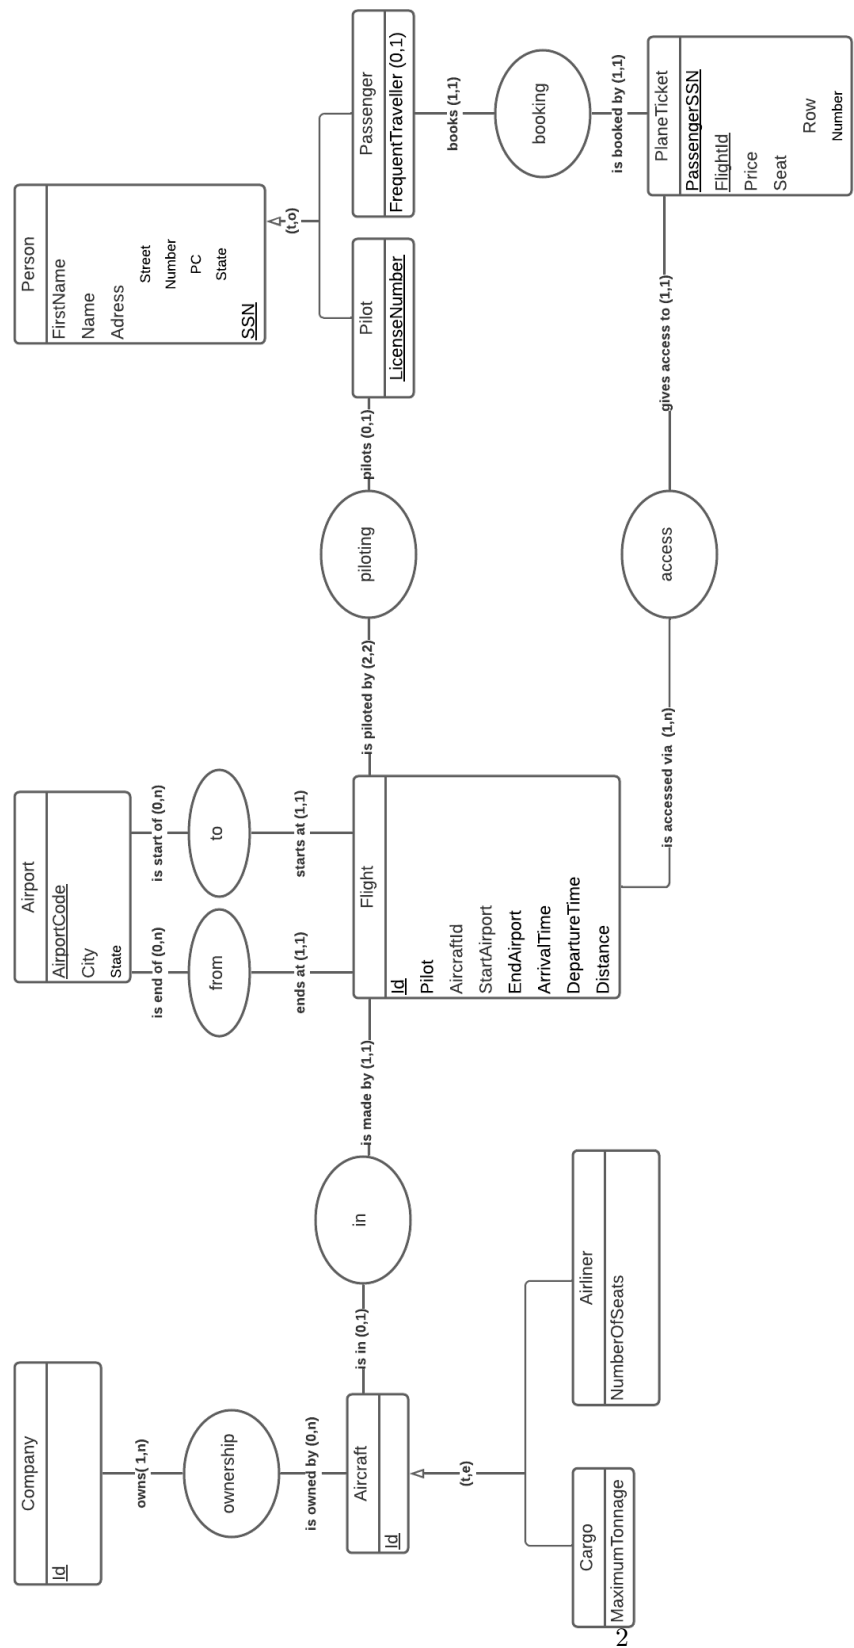 Company
Id
owns( 1,n)
ownership
is owned by (0,n)
Aircraft
Id
(t,e)
Cargo
MaximumTonnage
Airliner
NumberOfSeats
is in (0,1)
in
is made by (1,1)
Airport
AirportCode
City
State
is end of (0,n)
from
ends at (1,1)
is start of (0,n)
to
starts at (1,1)
Flight
Id
Pilot
AircraftId
StartAirport
EndAirport
ArrivalTime
DepartureTime
Distance
is piloted by (2,2)
piloting
pilots (0,1)
is accessed via (1,n)
access
gives access to (1,1)
Person
FirstName
Name
Adress
Street
Number
PC
State
SSN
(t,o)
Pilot
LicenseNumber
Passenger
FrequentTraveller (0,1)
books (1,1)
booking
is booked by (1,1)
PlaneTicket
PassengerSSN
FlightId
Price
Seat
Row
Number
2